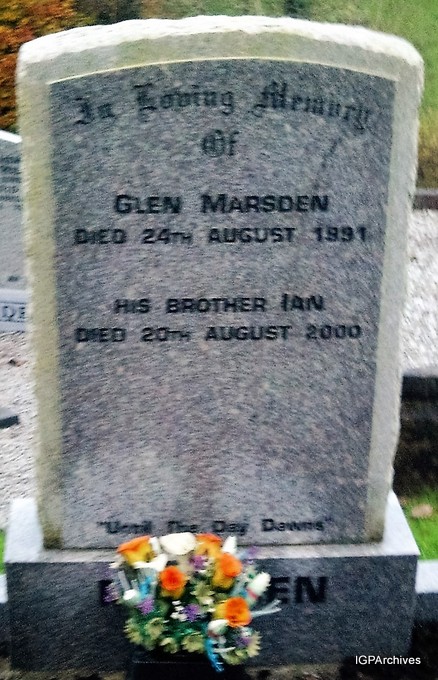 In Loving Memory
Of
GLEN MARSDEN
DIED 24TH AUGUST 1991
HIS BROTHER IAN
DIED 20TH AUGUST 2000
"Until The Day Dawns"
IGPArchives